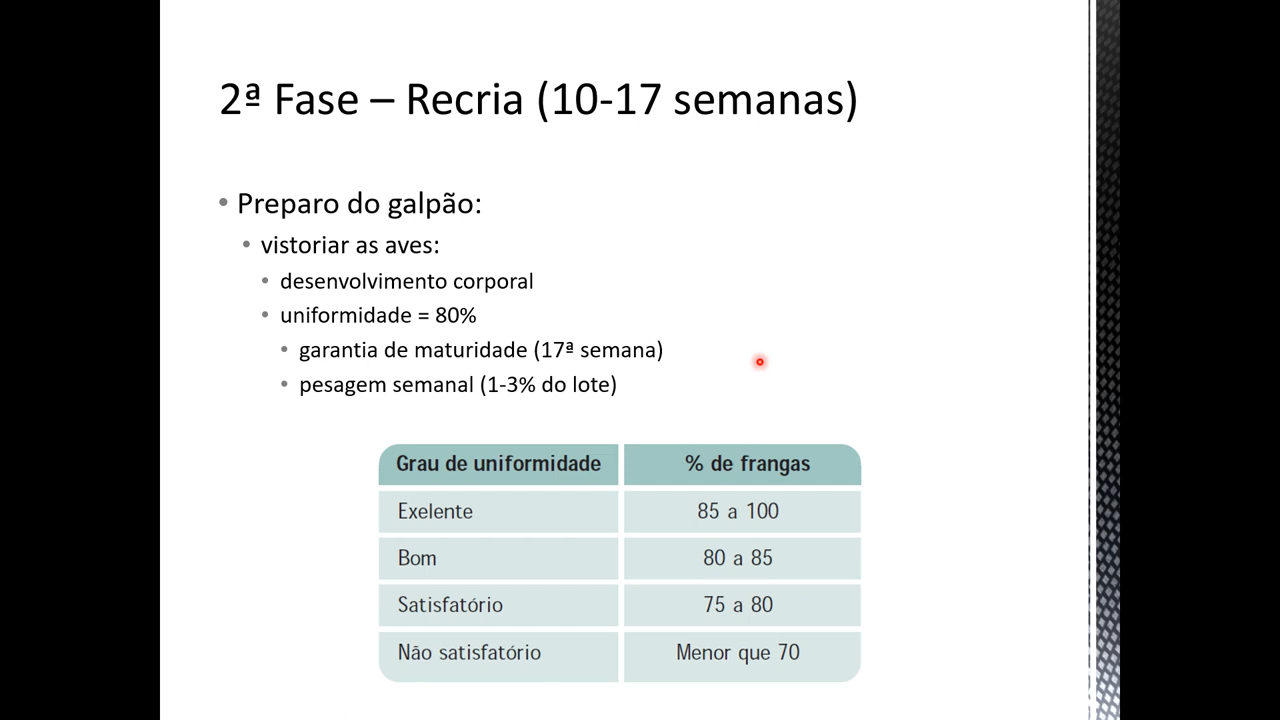 2ª Fase – Recria (10-17 semanas)
• Preparo do galpão:
• vistoriar as aves:
• desenvolvimento corporal
• uniformidade = 80%
• garantia de maturidade (17ª semana)
• pesagem semanal (1-3% do lote)
Grau de uniformidade % de frangas
Exelente 85 a 100
Bom 80 a 85
Satisfatório 75 a 80
Não satisfatório Menor que 70